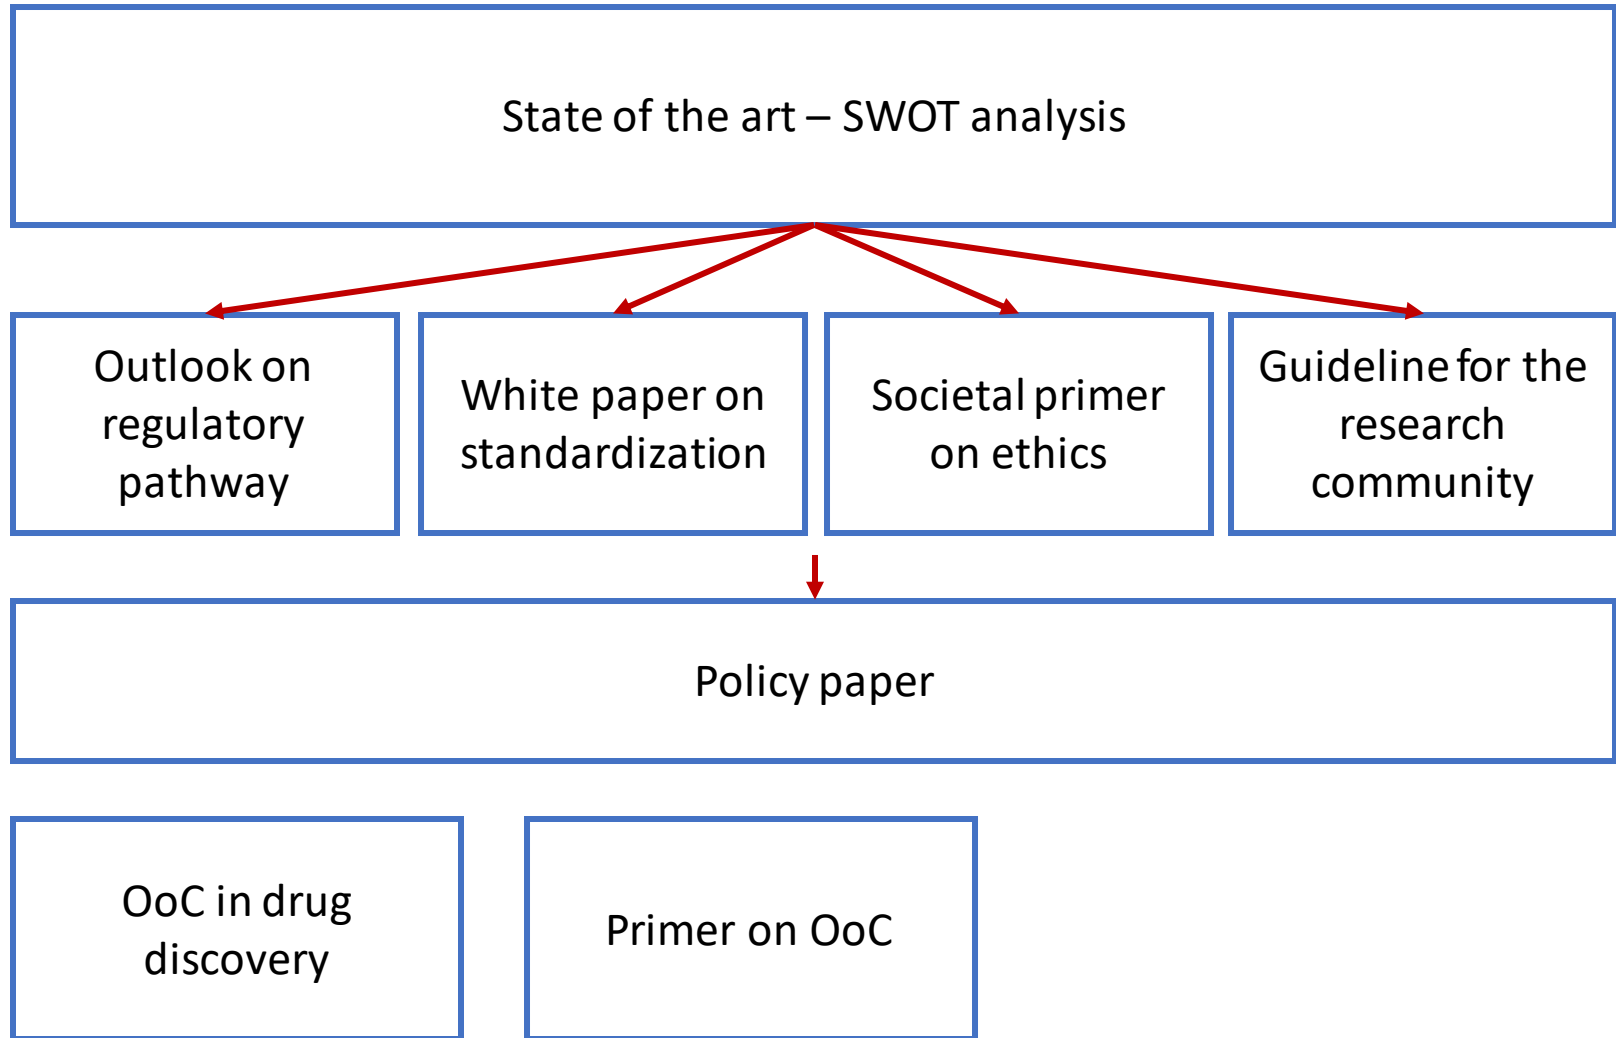 State of the art – SWOT analysis
Outlook on
regulatory
pathway
White paper on
standardization
Societal primer
on ethics
Guideline for the
research
community
Policy paper
OoC in drug
discovery
Primer on OoC